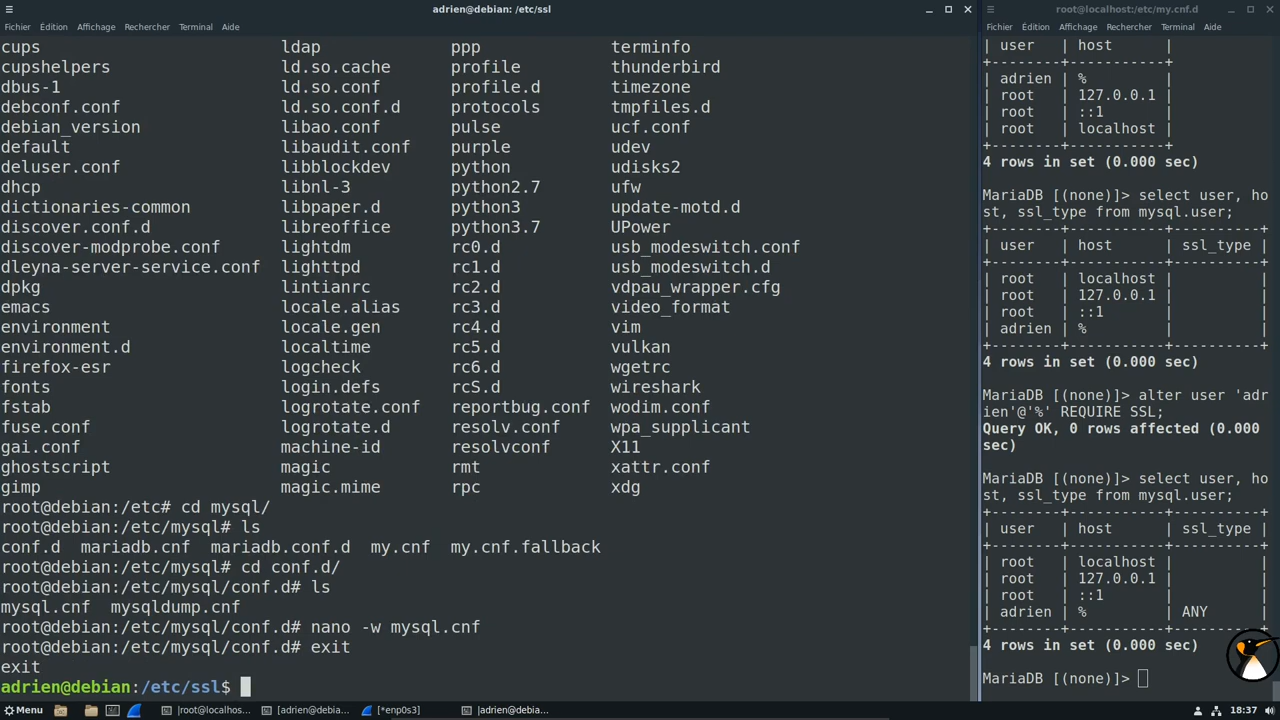 adrien@debian: /etc/ssl
Fichier Édition Affichage Rechercher Terminal Aide
cups ldap ppp terminfo
cupshelpers ld.so.cache profile thunderbird
dbus-1 ld.so.conf profile.d timezone
debconf.conf ld.so.conf.d protocols tmpfiles.d
debian_version libao.conf pulse ucf.conf
default libaudit.conf purple udev
deluser.conf libblockdev python udisks2
dhcp libnl-3 python2.7 ufw
dictionaries-common libpaper.d python3 update-motd.d
discover.conf.d libreoffice python3.7 UPower
discover-modprobe.conf lightdm rc0.d usb_modeswitch.conf
dleyna-server-service.conf lighttpd rc1.d usb_modeswitch.d
dpkg lintianrc rc2.d vdpau_wrapper.cfg
emacs locale.alias rc3.d video_format
environment locale.gen rc4.d vim
environment.d localtime rc5.d vulkan
firefox-esr logcheck rc6.d wgetrc
fonts login.defs rcS.d wireshark
fstab logrotate.conf reportbug.conf wodim.conf
fuse.conf logrotate.d resolv.conf wpa_supplicant
gai.conf machine-id resolvconf X11
ghostscript magic rmt xattr.conf
gimp magic.mime rpc xdg
root@debian:/etc# cd mysql/
root@debian:/etc/mysql# ls
conf.d mariadb.cnf mariadb.conf.d my.cnf my.cnf.fallback
root@debian:/etc/mysql# cd conf.d/
root@debian:/etc/mysql/conf.d# ls
mysql.cnf mysqldump.cnf
root@debian:/etc/mysql/conf.d# nano -w mysql.cnf
root@debian:/etc/mysql/conf.d# exit
exit
adrien@debian:/etc/ssl$
root@localhost:/etc/my.cnf.d
Fichier Édition Affichage Rechercher Terminal Aide
| user | host |
+--------+-----------+
| adrien | % |
| root | 127.0.0.1 |
| root | ::1 |
| root | localhost |
+--------+-----------+
4 rows in set (0.000 sec)
MariaDB [(none)]> select user, ho
st, ssl_type from mysql.user;
+--------+-----------+----------+
| user | host | ssl_type |
+--------+-----------+----------+
| root | localhost | |
| root | 127.0.0.1 | |
| root | ::1 | |
| adrien | % | |
+--------+-----------+----------+
4 rows in set (0.000 sec)
MariaDB [(none)]> alter user 'adr
ien'@'%' REQUIRE SSL;
Query OK, 0 rows affected (0.000
sec)
MariaDB [(none)]> select user, ho
st, ssl_type from mysql.user;
+--------+-----------+----------+
| user | host | ssl_type |
+--------+-----------+----------+
| root | localhost | |
| root | 127.0.0.1 | |
| root | ::1 | |
| adrien | % | ANY |
+--------+-----------+----------+
4 rows in set (0.000 sec)
MariaDB [(none)]>
Menu |root@localhos... [adrien@debian:... [*enp0s3] |adrien@debia... 18:37